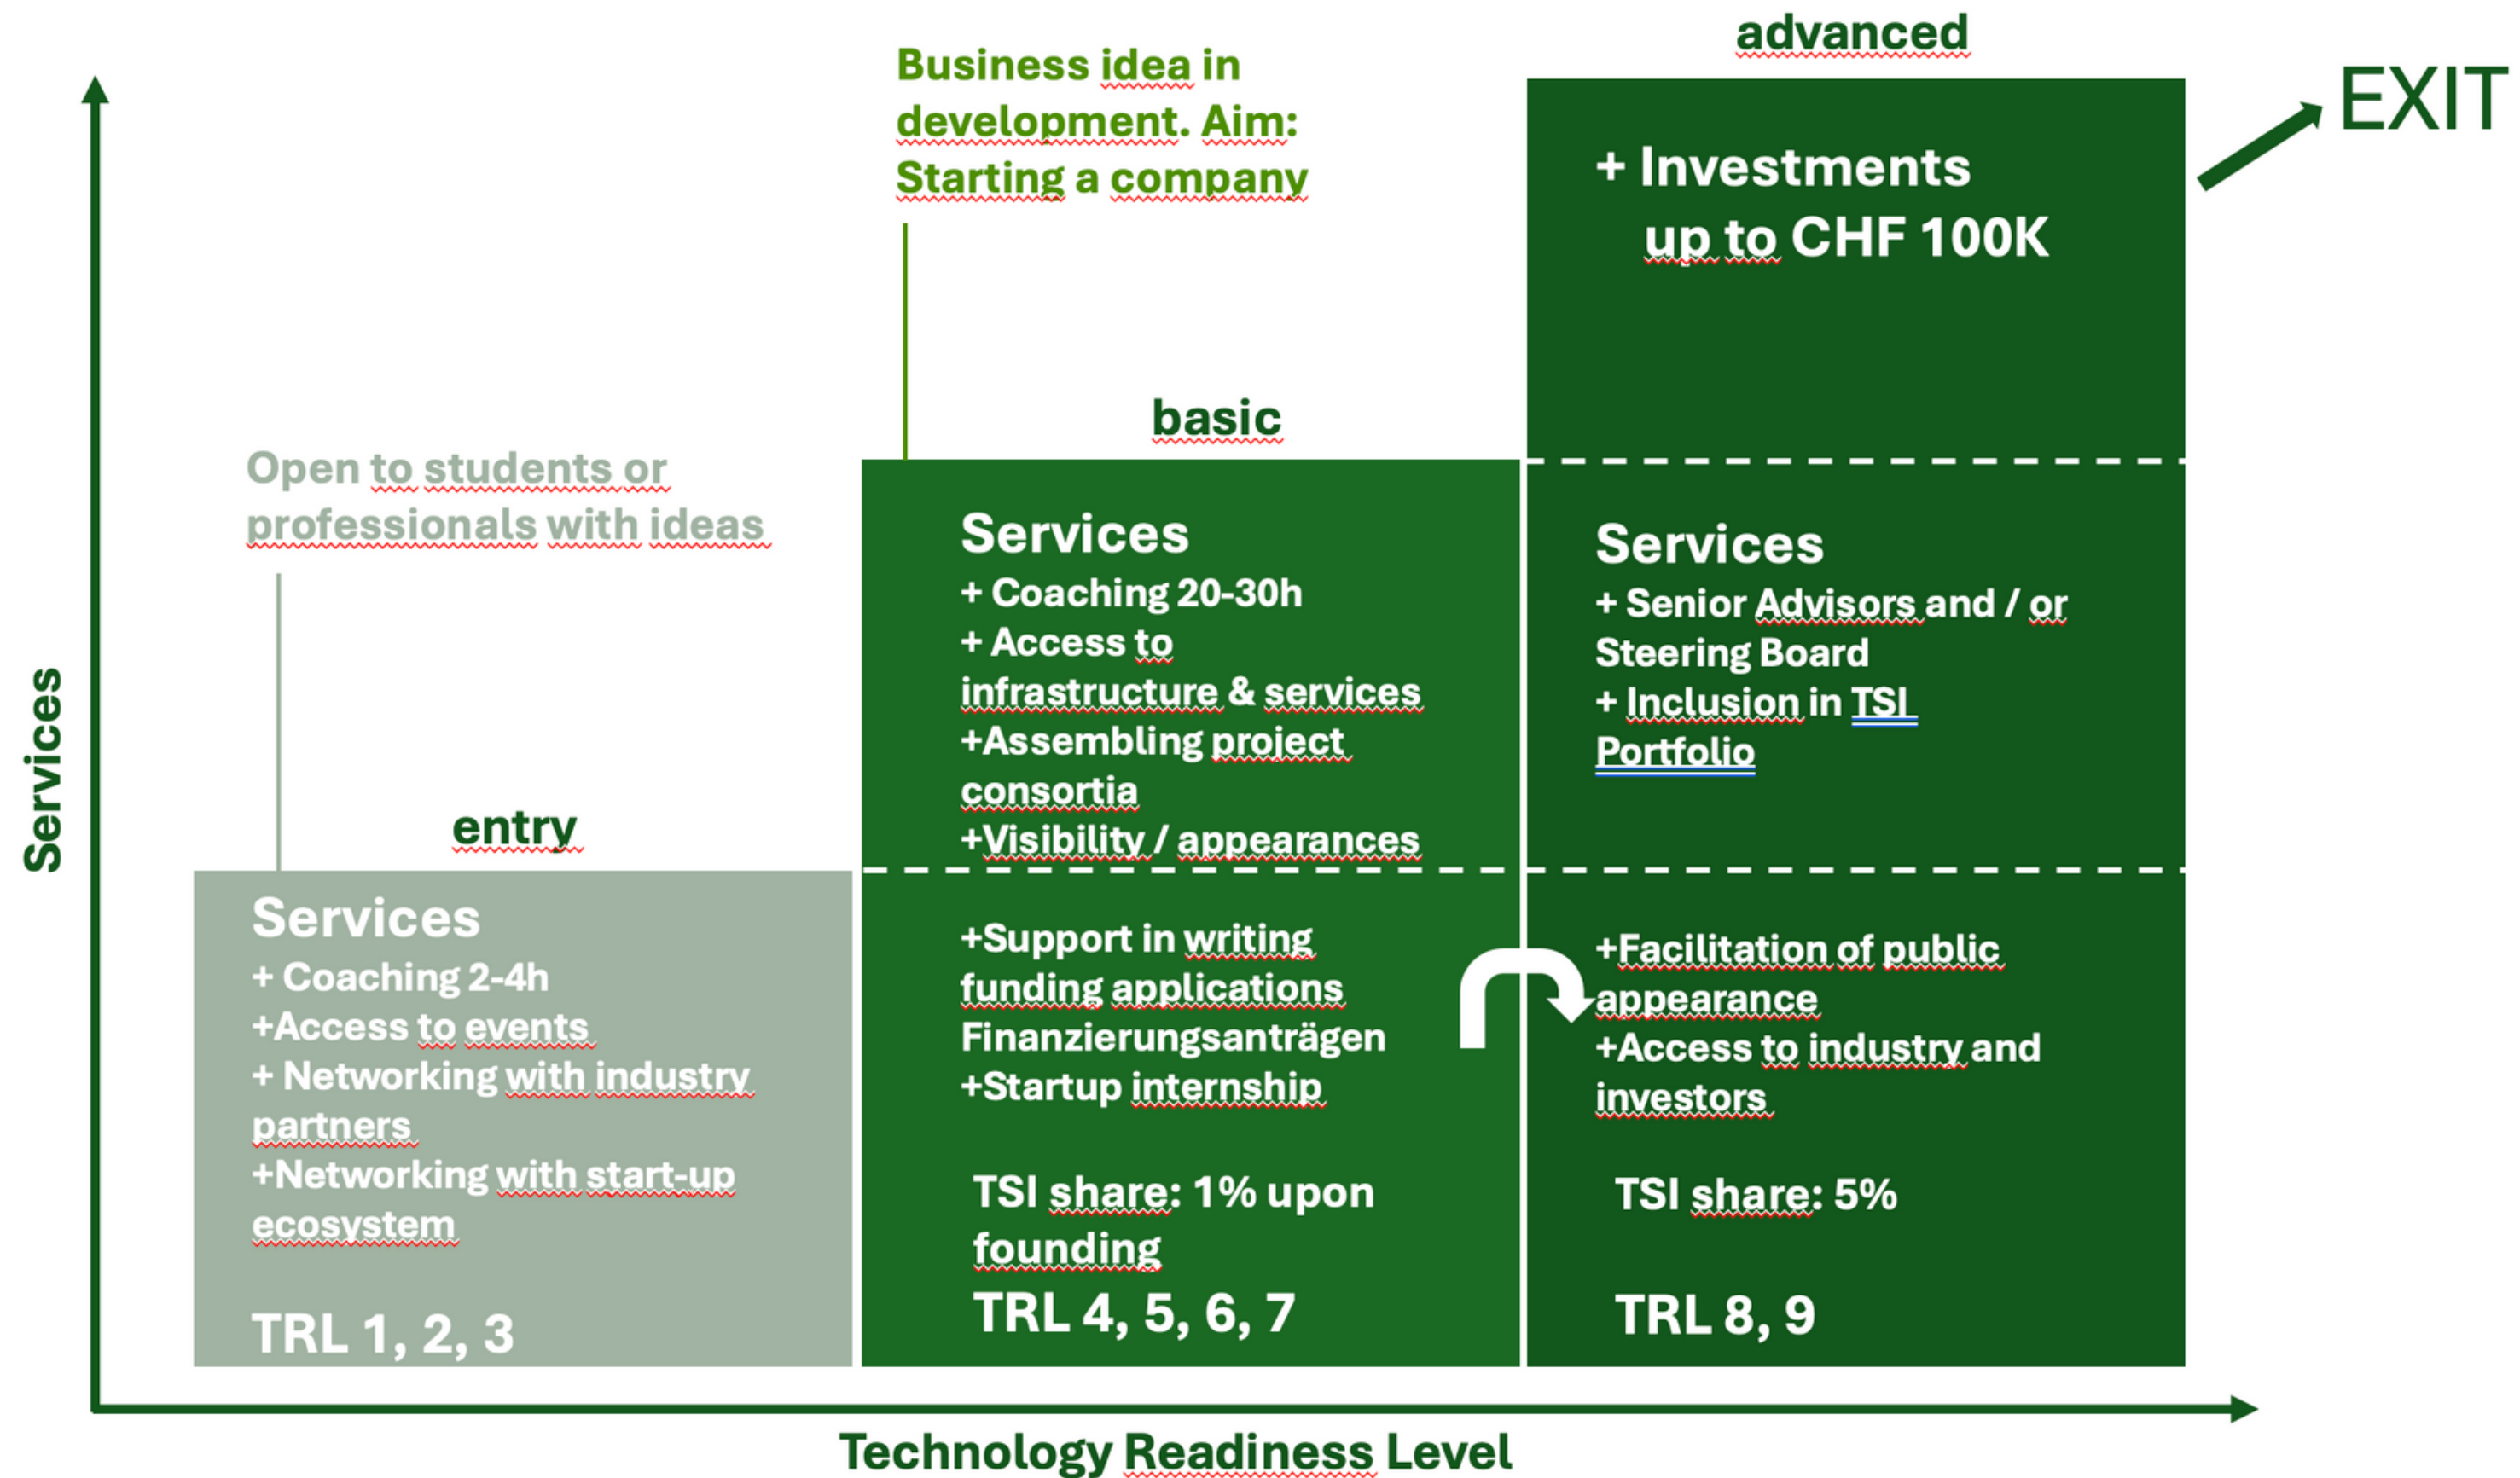 advanced
EXIT
Business idea in
development. Aim:
Starting a company
+ Investments
up to CHF 100K
basic
Open to students or
professionals with ideas
entry
Services
Services
+ Coaching 2-4h
+Access to events
+ Networking with industry
partners
+Networking with start-up
ecosystem
TRL 1, 2, 3
Services
+ Coaching 20-30h
+ Access to
infrastructure & services
+Assembling project
consortia
+Visibility / appearances
+Support in writing
funding applications
Finanzierungsanträgen
+Startup internship
TSI share: 1% upon
founding
TRL 4, 5, 6, 7
Services
+ Senior Advisors and / or
Steering Board
+ Inclusion in TSI
Portfolio
+Facilitation of public
appearance
+Access to industry and
investors
TSI share: 5%
TRL 8, 9
Technology Readiness Level